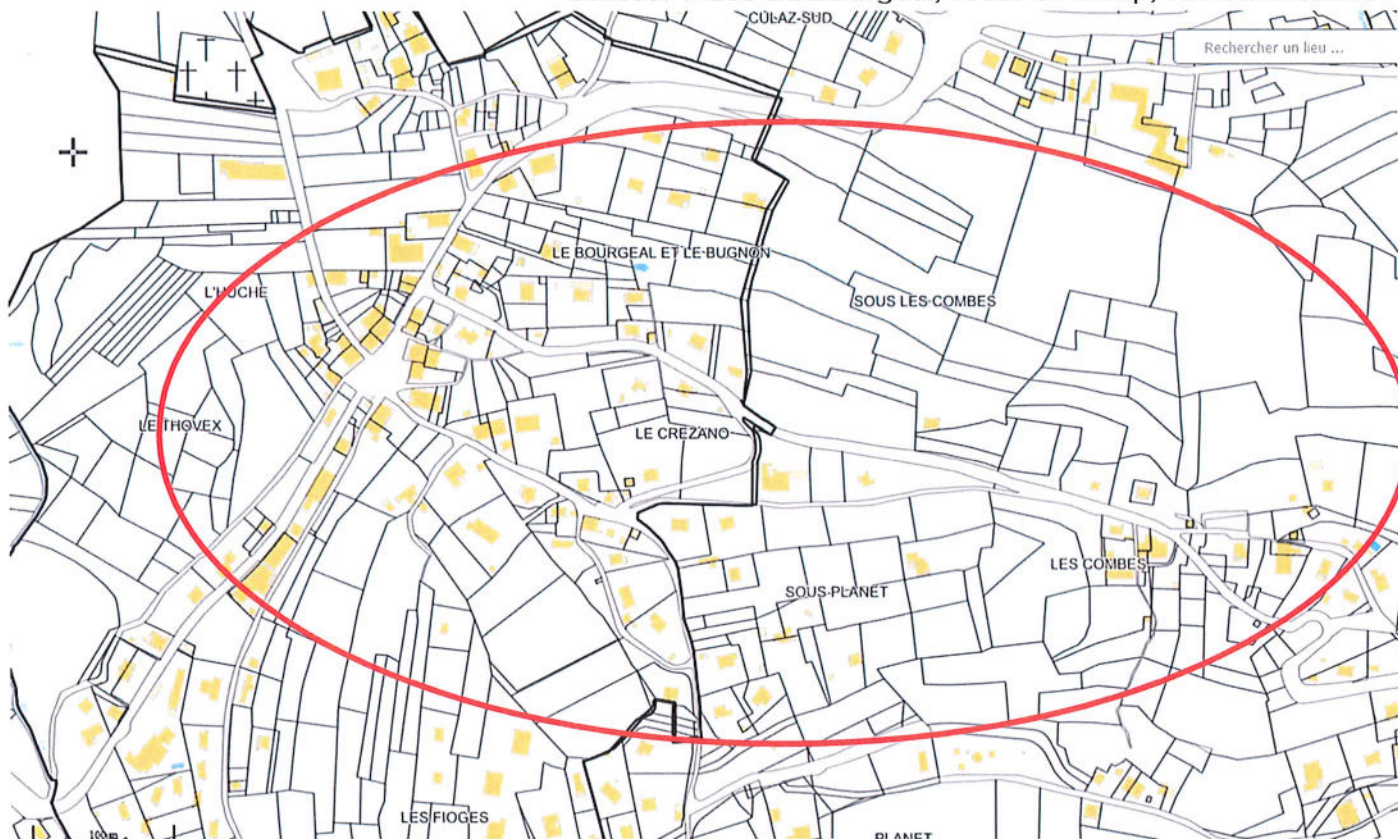 CULAZ-SUD
Rechercher un lieu ...
LE BOURGEAL ET LE BUGNON
L'HUCHE
SOUS LES COMBES
LE THOVEX
LE CREZANO
LES COMBES
SOUS-PLANET
LES FIOGES
100 m
PLANET